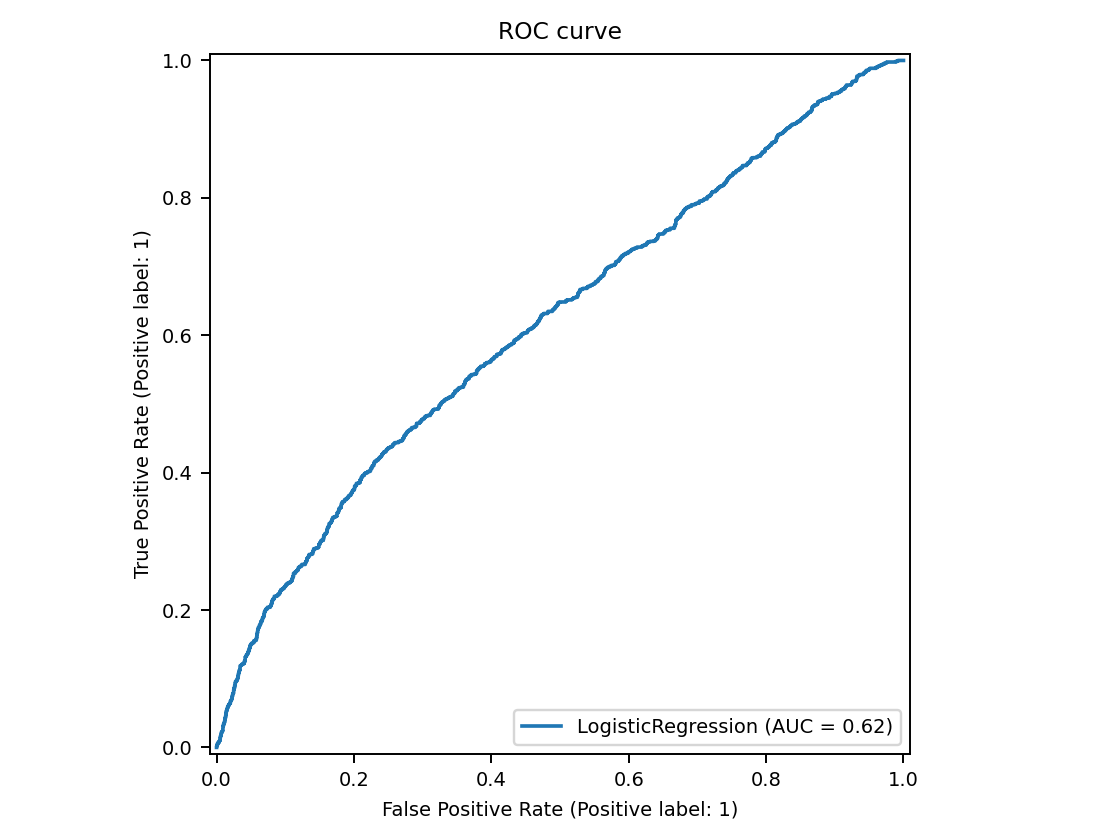 ROC curve
True Positive Rate (Positive label: 1)
1.0
0.8
0.6
0.4
0.2
0.0
LogisticRegression (AUC = 0.62)
0.0 0.2 0.4 0.6 0.8 1.0
False Positive Rate (Positive label: 1)